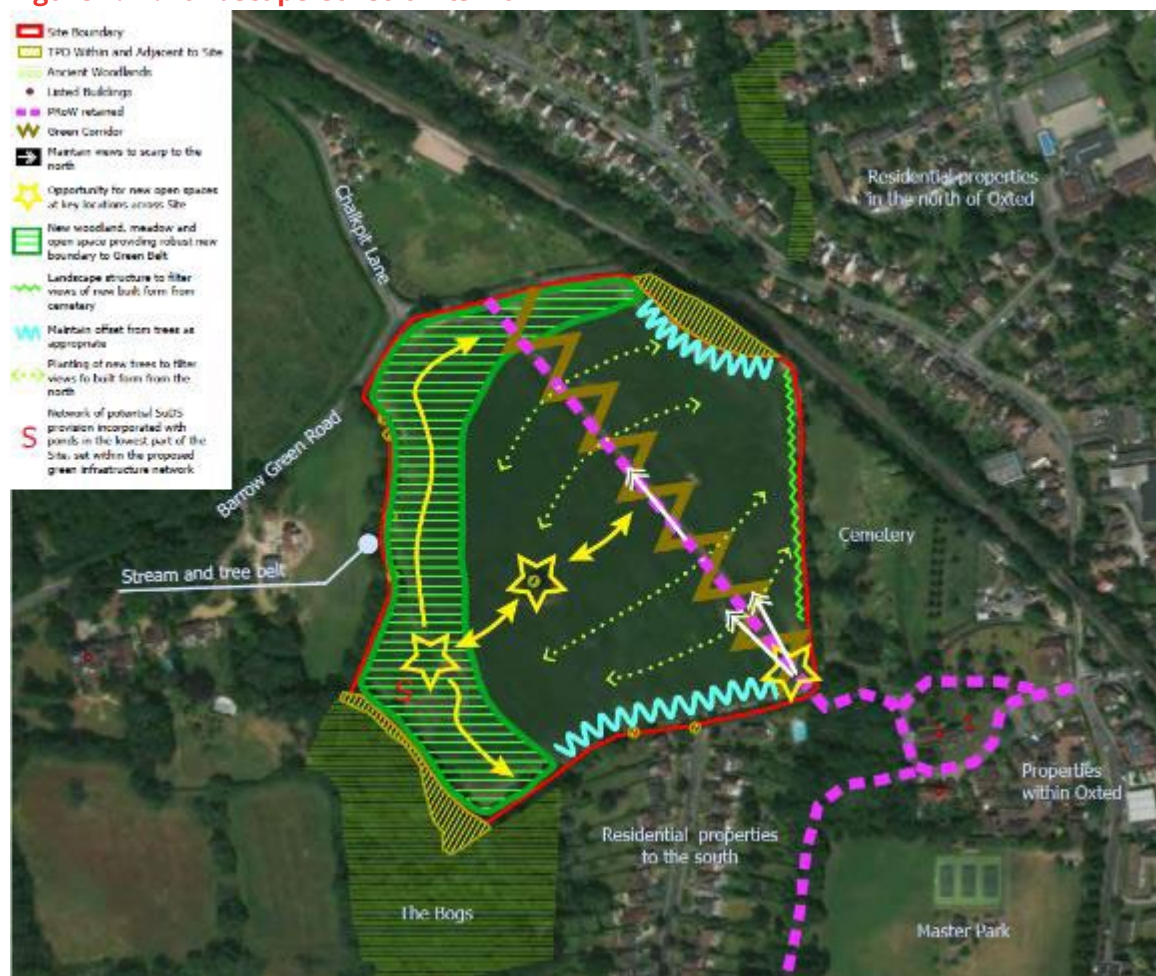 Site Boundary
TPO Within and Adjacent to Site
Ancient Woodlands
Listed Buildings
PRoW retained
Green Corridor
Maintain views to scarp to the
north
Opportunity for new open spaces
at key locations across Site
New woodland, meadow and
open space providing robust new
boundary to Green Belt
Landscape structure to filter
views of new built form from
cemetery
Maintain offset from trees as
appropriate
Planting of new trees to filter
views fo built form from the
north
S
Network of potential SuDS
provision incorporated with
ponds in the lowest part of the
Site, set within the proposed
green infrastructure network
Chalkpit Lane
Residential properties
in the north of Oxted
Barrow Green Road
Stream and tree belt
Cemetery
S
Properties
within Oxted
Residential properties
to the south
The Bogs
Master Park